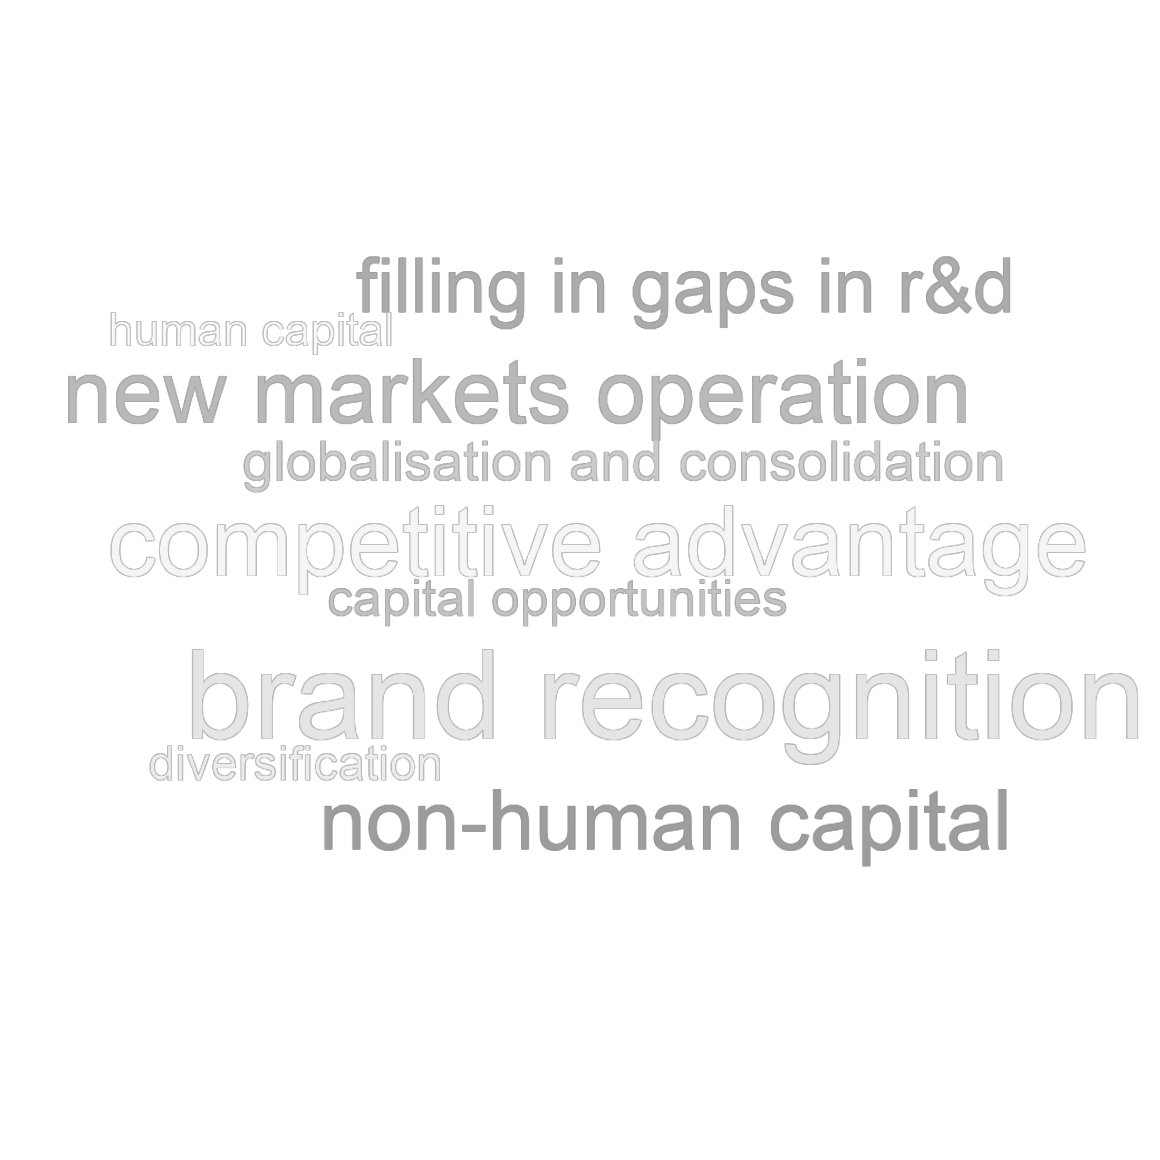 filling in gaps in r&d
human capital
new markets operation
globalisation and consolidation
competitive advantage
capital opportunities
brand recognition
diversification
non-human capital